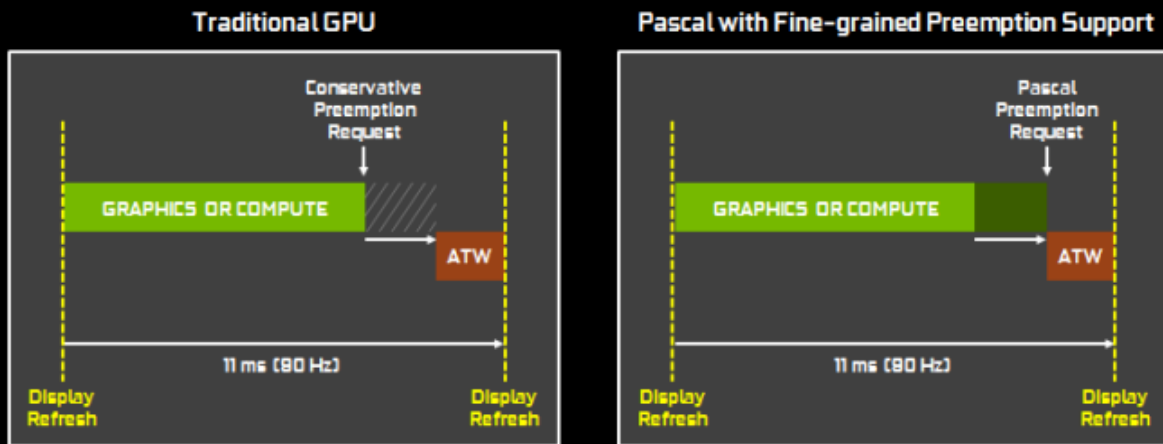 Traditional GPU
Conservative
Preemption
Request
GRAPHICS OR COMPUTE
ATW
11 ms (90 Hz)
Display
Refresh
Display
Refresh
Pascal with Fine-grained Preemption Support
Pascal
Preemption
Request
GRAPHICS OR COMPUTE
ATW
11 ms (90 Hz)
Display
Refresh
Display
Refresh